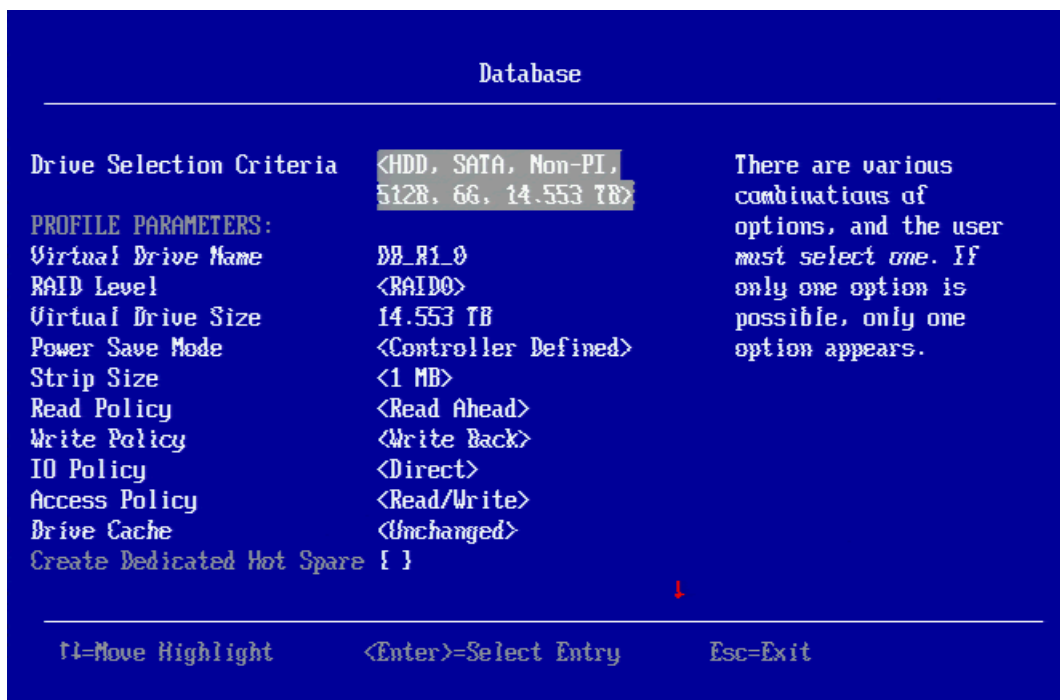 Database
Drive Selection Criteria <HDD, SATA, Non-PI,
512B, 6G, 14.553 TB>
PROFILE PARAMETERS:
Virtual Drive Name DB_R1_0
RAID Level <RAID0>
Virtual Drive Size 14.553 TB
Power Save Mode <Controller Defined>
Strip Size <1 MB>
Read Policy <Read Ahead>
Write Policy <Write Back>
IO Policy <Direct>
Access Policy <Read/Write>
Drive Cache <Unchanged>
Create Dedicated Hot Spare [ ]
There are various
combinations of
options, and the user
must select one. If
only one option is
possible, only one
option appears.
↓
↑↓=Move Highlight <Enter>=Select Entry Esc=Exit